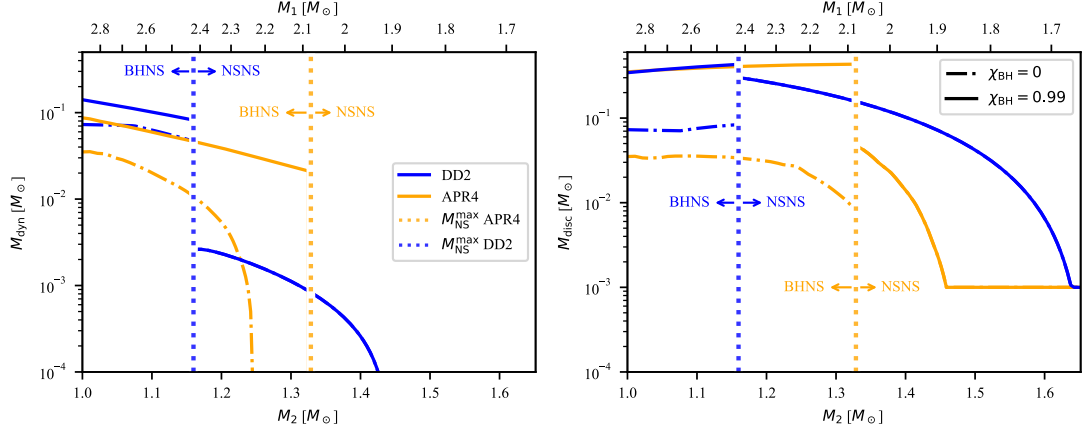 M₁ [M⊙]
2.8 2.6 2.4 2.3 2.2 2.1 2 1.9 1.8 1.7
BHNS NSNS
BHNS NSNS
DD2
APR4
M_NS^max APR4
M_NS^max DD2
10⁻¹
10⁻²
10⁻³
10⁻⁴
M_dyn [M⊙]
1.0 1.1 1.2 1.3 1.4 1.5 1.6
M₂ [M⊙]
M₁ [M⊙]
2.8 2.6 2.4 2.3 2.2 2.1 2 1.9 1.8 1.7
χ_BH = 0
χ_BH = 0.99
BHNS NSNS
BHNS NSNS
10⁻¹
10⁻²
10⁻³
10⁻⁴
M_disc [M⊙]
1.0 1.1 1.2 1.3 1.4 1.5 1.6
M₂ [M⊙]